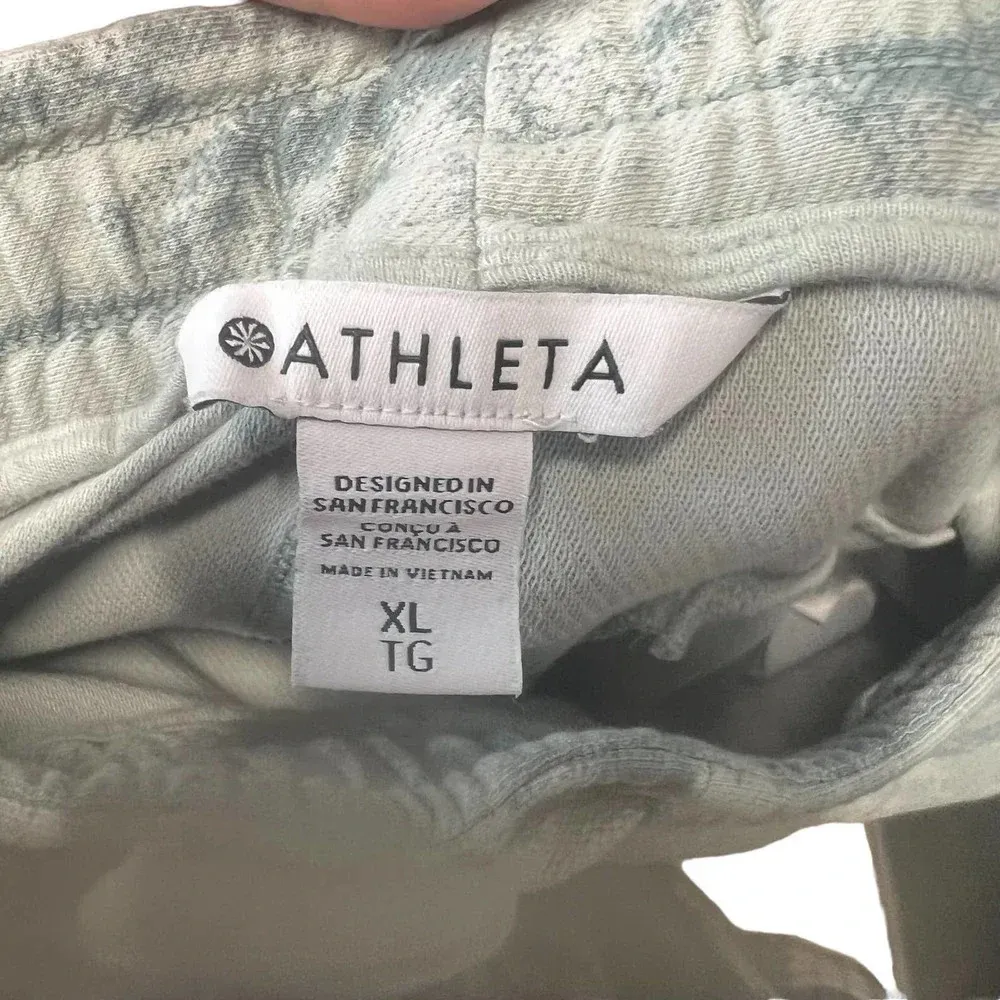 ATHLETA
DESIGNED IN
SAN FRANCISCO
CONÇU À
SAN FRANCISCO
MADE IN VIETNAM
XL
TG